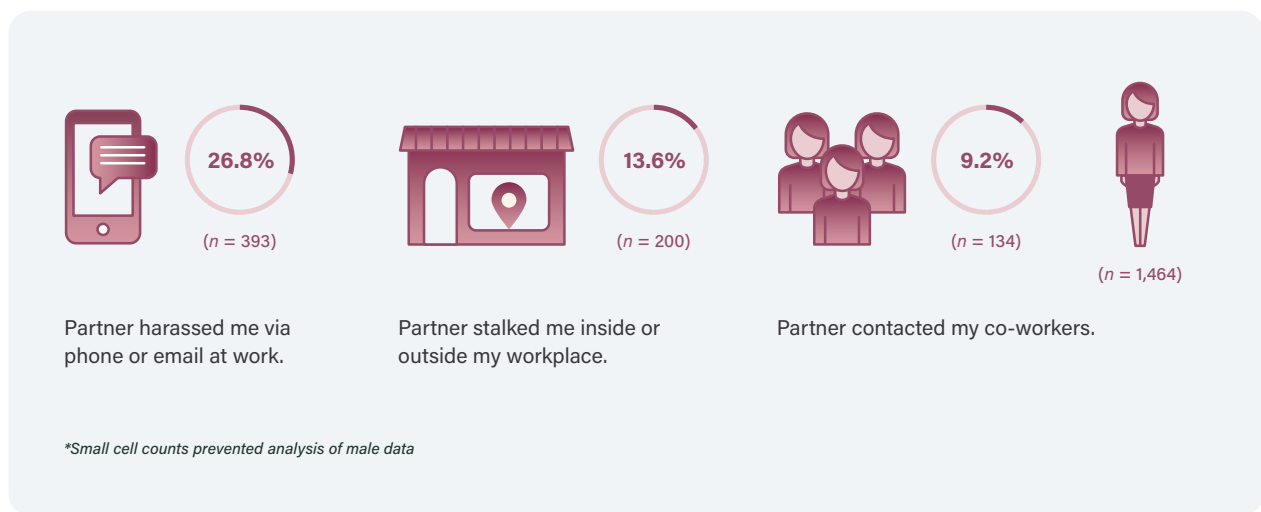 26.8%
(n = 393)
13.6%
(n = 200)
9.2%
(n = 134)
(n = 1,464)
Partner harassed me via
phone or email at work.
Partner stalked me inside or
outside my workplace.
Partner contacted my co-workers.
*Small cell counts prevented analysis of male data